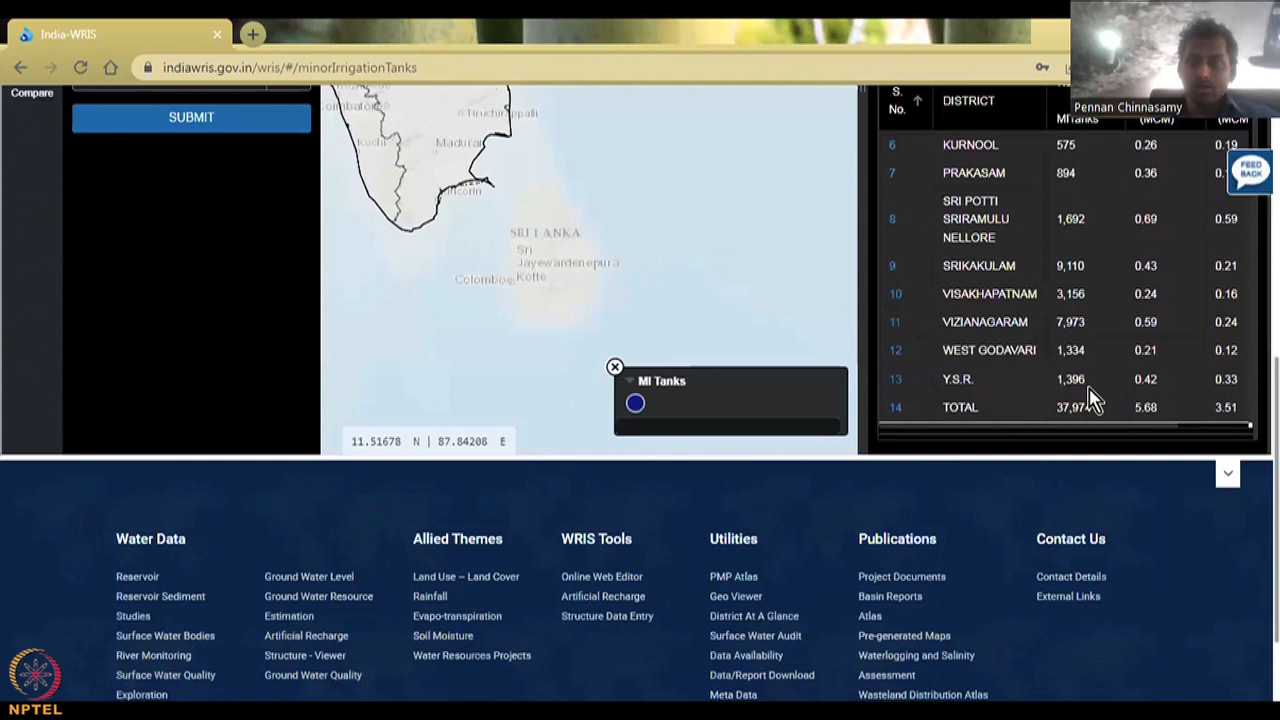 India-WRIS
indiawris.gov.in/wris/#/minorIrrigationTanks
Pennan Chinnasamy
Compare
SUBMIT
Tiruchirappalli
Kochi
Madurai
SRI LANKA
Sri
Jayewardenepura
Kotte
Colombo
MI Tanks
11.51678 N | 87.84208 E
S. No. DISTRICT MITanks (MCM) (MCM
6 KURNOOL 575 0.26 0.19
7 PRAKASAM 894 0.36
8 SRI POTTI SRIRAMULU NELLORE 1,692 0.69 0.59
9 SRIKAKULAM 9,110 0.43 0.21
10 VISAKHAPATNAM 3,156 0.24 0.16
11 VIZIANAGARAM 7,973 0.59 0.24
12 WEST GODAVARI 1,334 0.21 0.12
13 Y.S.R. 1,396 0.42 0.33
14 TOTAL 5.68 3.51
FEED
BACK
Water Data
Reservoir
Reservoir Sediment
Studies
Surface Water Bodies
River Monitoring
Surface Water Quality
Exploration
Ground Water Level
Ground Water Resource
Estimation
Artificial Recharge
Structure - Viewer
Ground Water Quality
Allied Themes
Land Use – Land Cover
Rainfall
Evapo-transpiration
Soil Moisture
Water Resources Projects
WRIS Tools
Online Web Editor
Artificial Recharge
Structure Data Entry
Utilities
PMP Atlas
Geo Viewer
District At A Glance
Surface Water Audit
Data Availability
Data/Report Download
Meta Data
Publications
Project Documents
Basin Reports
Atlas
Pre-generated Maps
Waterlogging and Salinity
Assessment
Wasteland Distribution Atlas
Contact Us
Contact Details
External Links
NPTEL